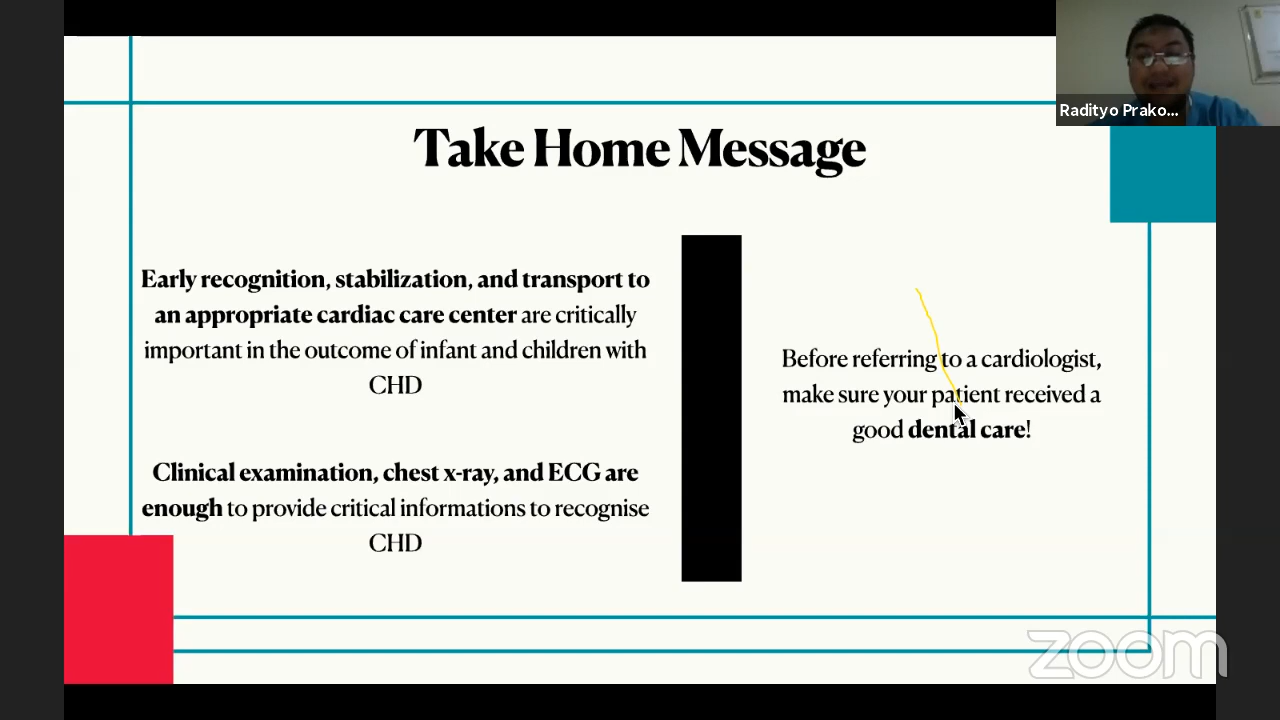 Radityo Prako...
Take Home Message
Early recognition, stabilization, and transport to
an appropriate cardiac care center are critically
important in the outcome of infant and children with
CHD
Clinical examination, chest x-ray, and ECG are
enough to provide critical informations to recognise
CHD
Before referring to a cardiologist,
make sure your patient received a
good dental care!
zoom